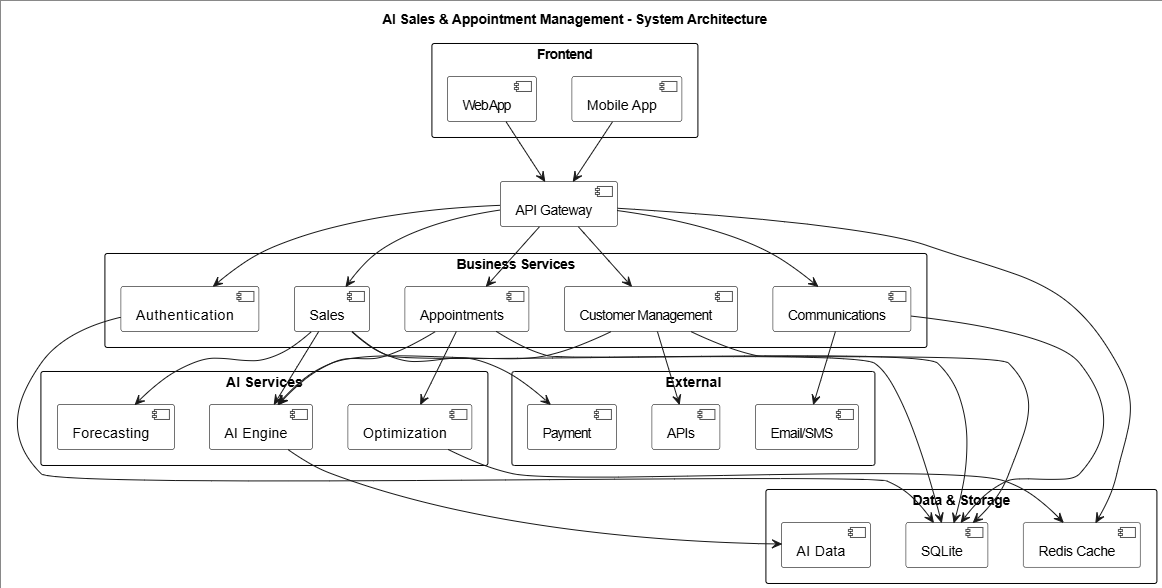 AI Sales & Appointment Management - System Architecture
Frontend
WebApp
Mobile App
API Gateway
Business Services
Authentication
Sales
Appointments
Customer Management
Communications
AI Services
External
Forecasting
AI Engine
Optimization
Payment
APIs
Email/SMS
Data & Storage
AI Data
SQLite
Redis Cache